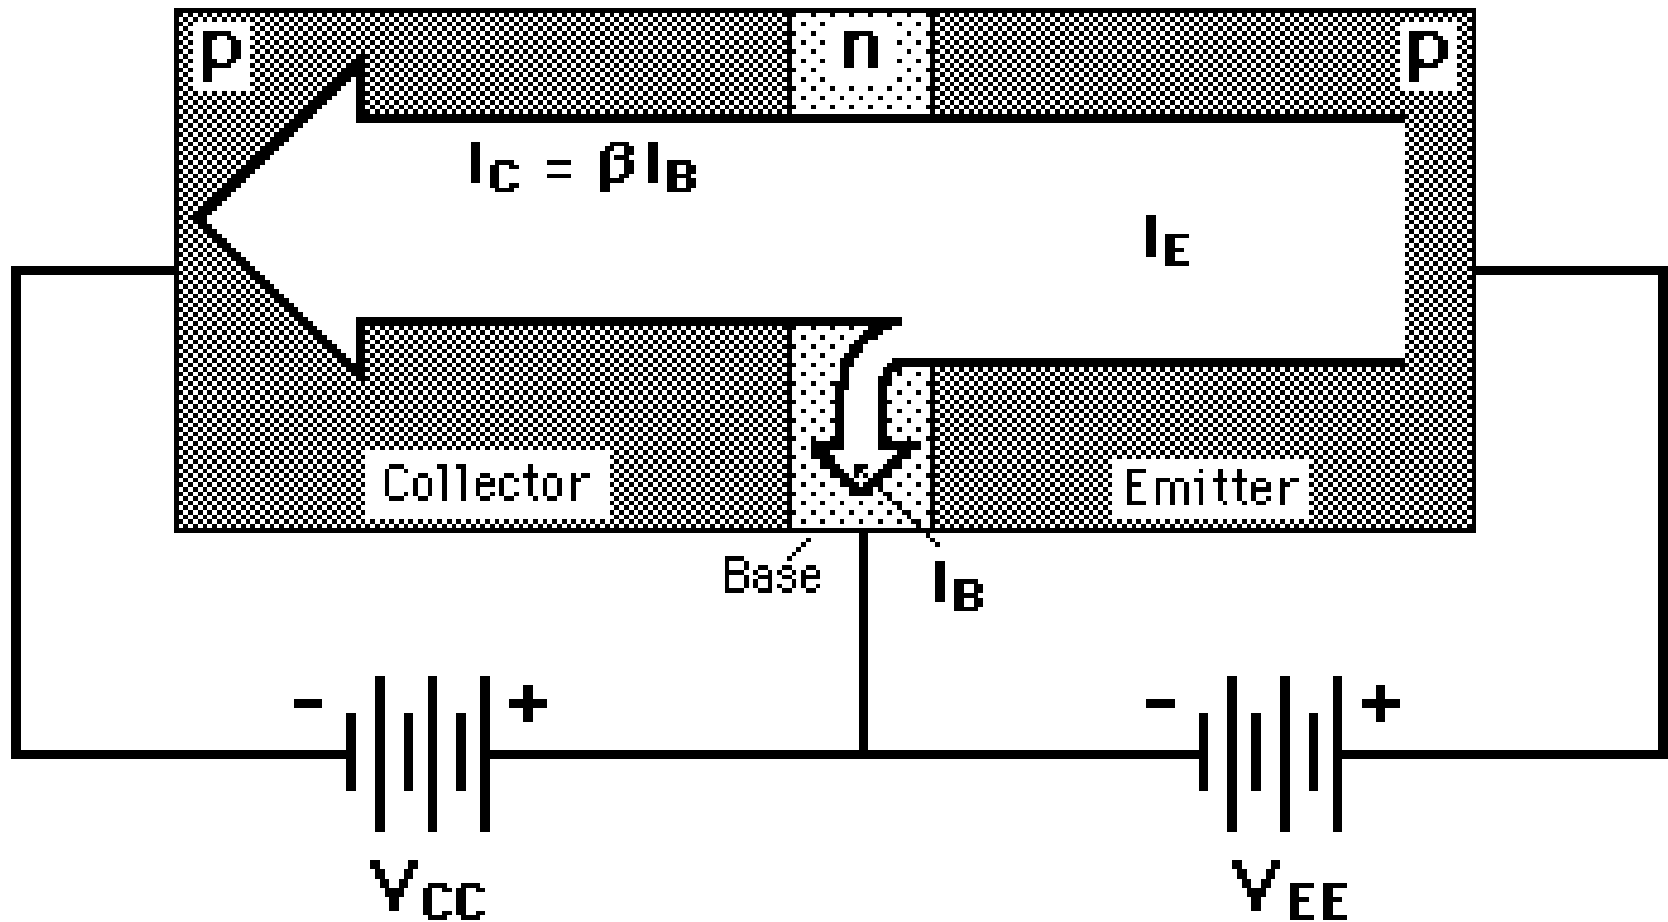 p n p
I_C = βI_B
I_E
Collector
Emitter
Base
I_B
- + - +
V_CC
V_EE